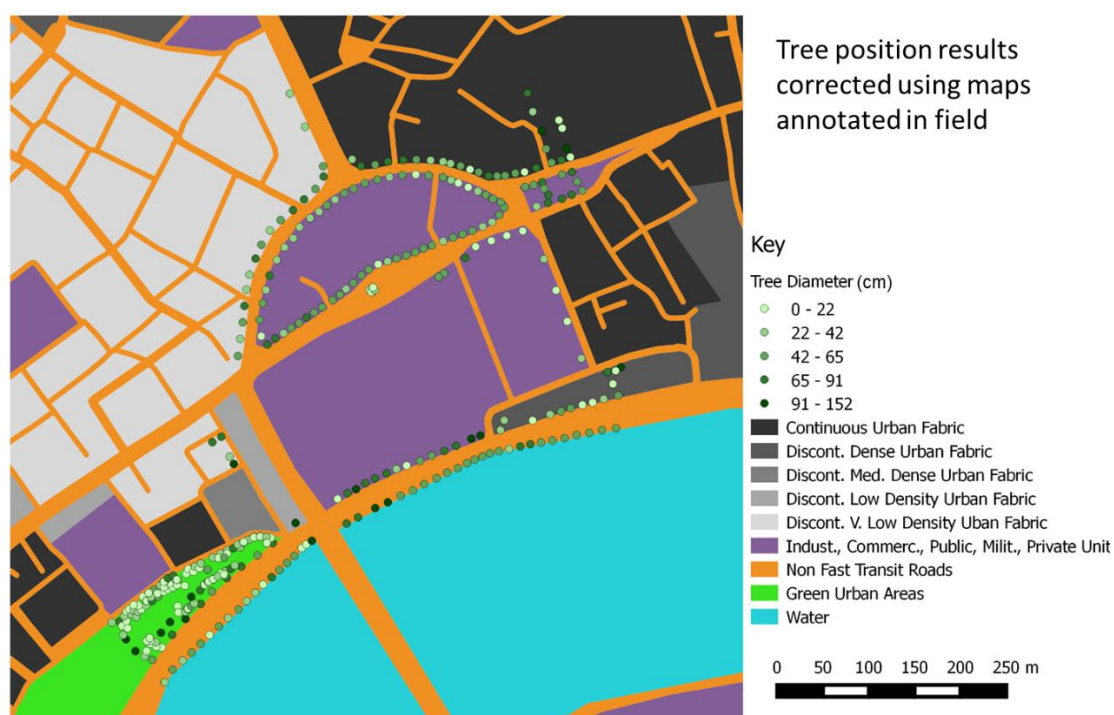 Tree position results
corrected using maps
annotated in field
Key
Tree Diameter (cm)
0 - 22
22 - 42
42 - 65
65 - 91
91 - 152
Continuous Urban Fabric
Discont. Dense Urban Fabric
Discont. Med. Dense Urban Fabric
Discont. Low Density Urban Fabric
Discont. V. Low Density Uban Fabric
Indust., Commerc., Public, Milit., Private Unit
Non Fast Transit Roads
Green Urban Areas
Water
0 50 100 150 200 250 m